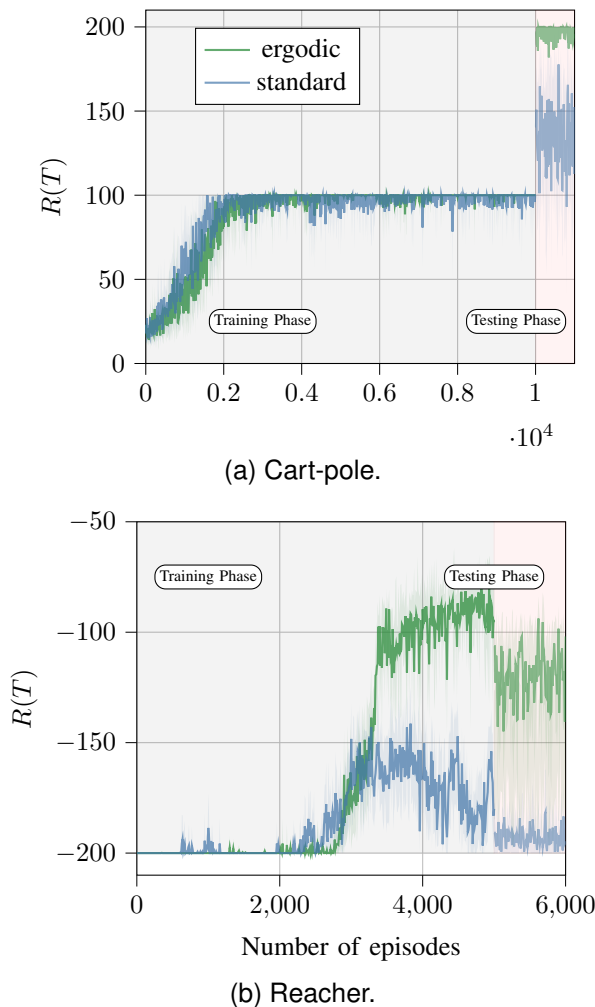 200
ergodic
standard
150
R(T)
100
50
Training Phase
Testing Phase
0
0
0.2
0.4
0.6
0.8
1
·10⁴
(a) Cart-pole.
−50
Training Phase
Testing Phase
−100
R(T)
−150
−200
0
2,000
4,000
6,000
Number of episodes
(b) Reacher.